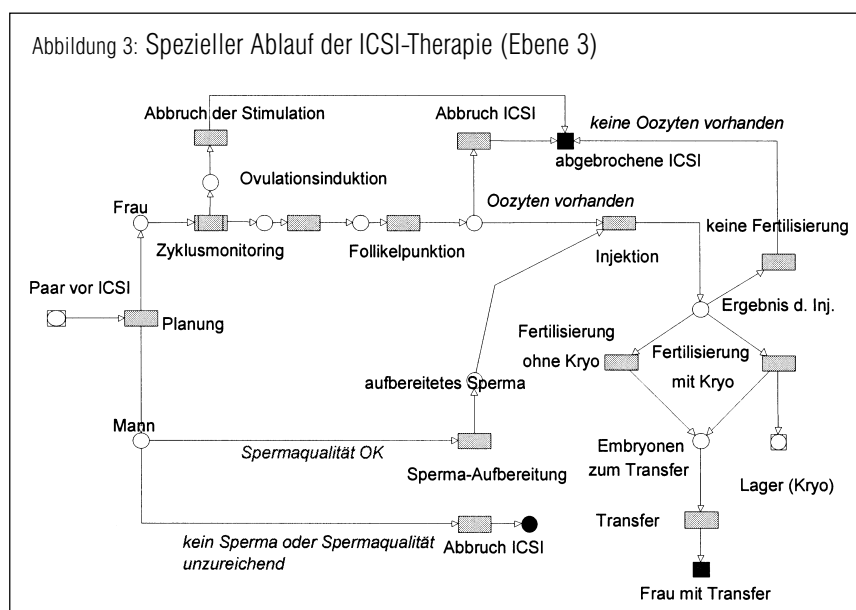 Abbildung 3: Spezieller Ablauf der ICSI-Therapie (Ebene 3)
Abbruch der Stimulation
Abbruch ICSI
keine Oozyten vorhanden
abgebrochene ICSI
Ovulationsinduktion
Oozyten vorhanden
Frau
keine Fertilisierung
Zyklusmonitoring
Follikelpunktion
Injektion
Paar vor ICSI
Planung
Ergebnis d. Inj.
Fertilisierung
ohne Kryo
Fertilisierung
mit Kryo
aufbereitetes Sperma
Mann
Spermaqualität OK
Sperma-Aufbereitung
Embryonen
zum Transfer
Lager (Kryo)
Transfer
kein Sperma oder Spermaqualität
unzureichend
Abbruch ICSI
Frau mit Transfer